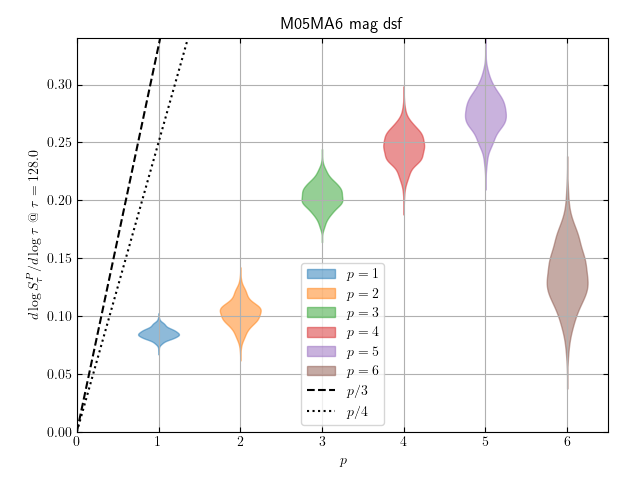 M05MA6 mag dsf
d log S_τ^P / d log τ @ τ = 128.0
0.30
0.25
0.20
0.15
0.10
0.05
0.00
p = 1
p = 2
p = 3
p = 4
p = 5
p = 6
p/3
p/4
0 1 2 3 4 5 6
p